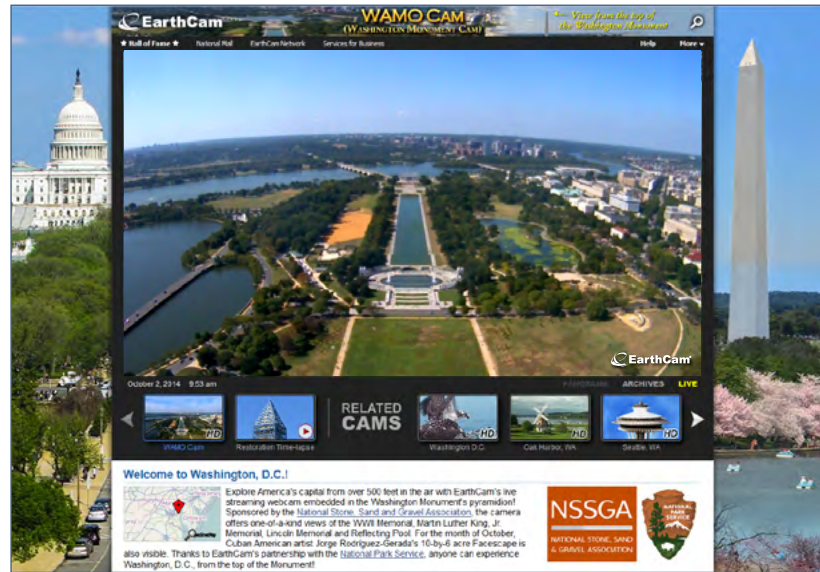 EarthCam
WAMO CAM
(WASHINGTON MONUMENT CAM)
View from the top of
the Washington Monument
★ Hall of Fame ★ National Mall EarthCam Network Services for Business Help More
EarthCam
October 2, 2014 9:53 am PANORAMA ARCHIVES LIVE
HD
RELATED
CAMS
HD
HD
HD
WAMO Cam Restoration Time-lapse Washington D.C. Oak Harbor, WA Seattle, WA
Welcome to Washington, D.C.!
Explore America's capital from over 500 feet in the air with EarthCam's live
streaming webcam embedded in the Washington Monument's pyramidion!
Sponsored by the National Stone, Sand and Gravel Association, the camera
offers one-of-a-kind views of the WWII Memorial, Martin Luther King, Jr.
Memorial, Lincoln Memorial and Reflecting Pool. For the month of October,
Cuban American artist Jorge Rodríguez-Gerada's 10-by-6 acre Facescape is
also visible. Thanks to EarthCam's partnership with the National Park Service, anyone can experience
Washington, D.C., from the top of the Monument!
NSSGA
NATIONAL STONE, SAND
& GRAVEL ASSOCIATION
NATIONAL
PARK
SERVICE